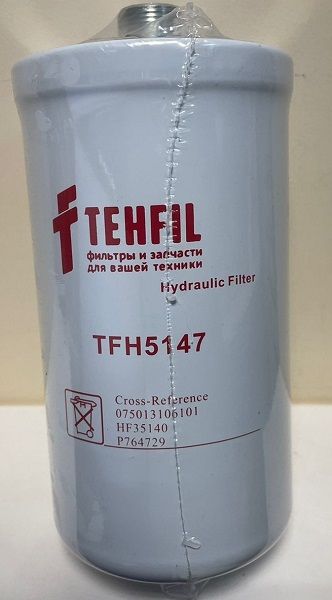 TEHFIL
фильтры и запчасти
для вашей техники
Hydraulic Filter
TFH5147
Cross-Reference
075013106101
HF35140
P764729